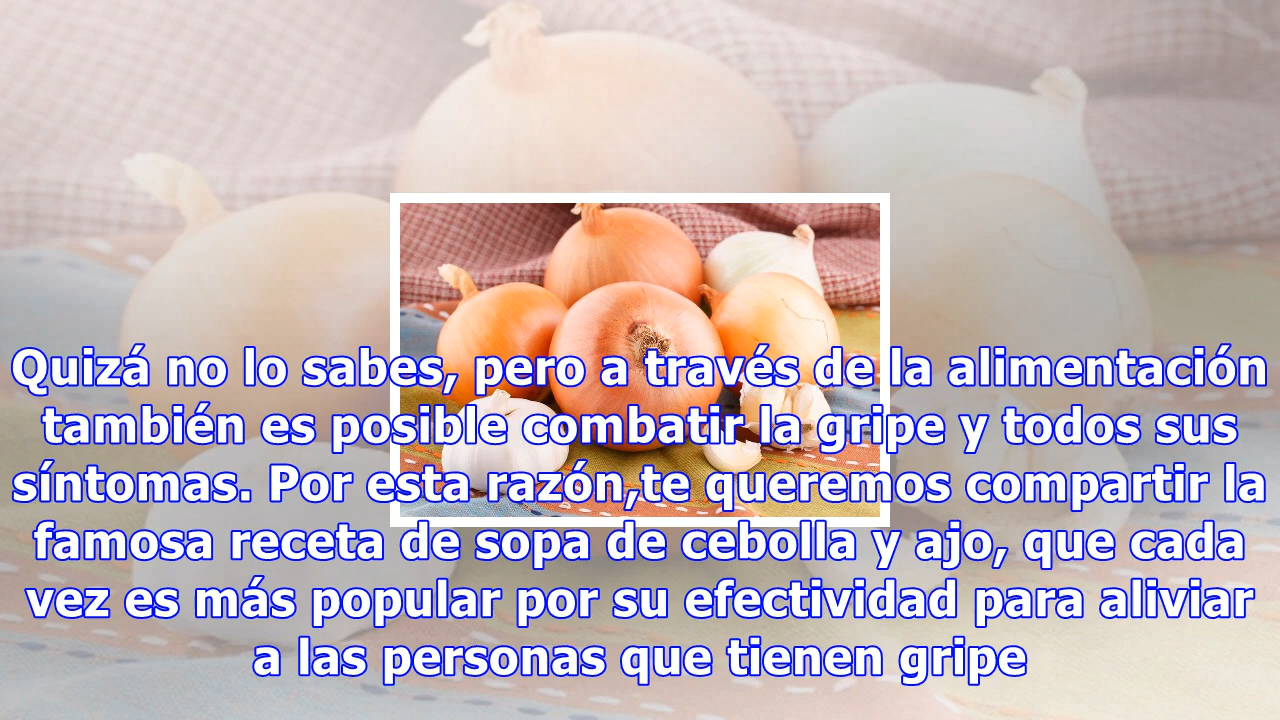 Quizá no lo sabes, pero a través de la alimentación
también es posible combatir la gripe y todos sus
síntomas. Por esta razón,te queremos compartir la
famosa receta de sopa de cebolla y ajo, que cada
vez es más popular por su efectividad para aliviar
a las personas que tienen gripe